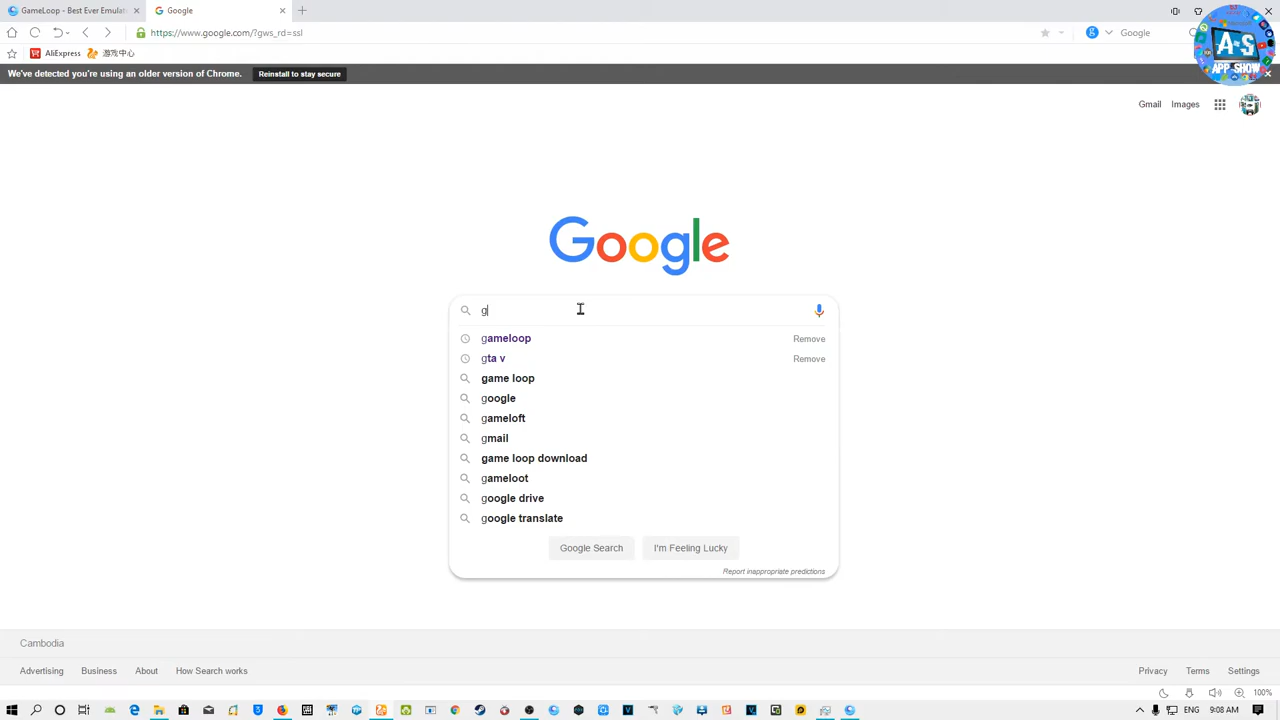 GameLoop - Best Ever Emulat
Google
https://www.google.com/?gws_rd=ssl
Google
AliExpress
游戏中心
We've detected you're using an older version of Chrome.
Reinstall to stay secure
A S
APP SHOW
Gmail
Images
Google
g
gameloop
Remove
gta v
Remove
game loop
google
gameloft
gmail
game loop download
gameloot
google drive
google translate
Google Search
I'm Feeling Lucky
Report inappropriate predictions
Cambodia
Advertising
Business
About
How Search works
Privacy
Terms
Settings
100%
ENG
9:08 AM